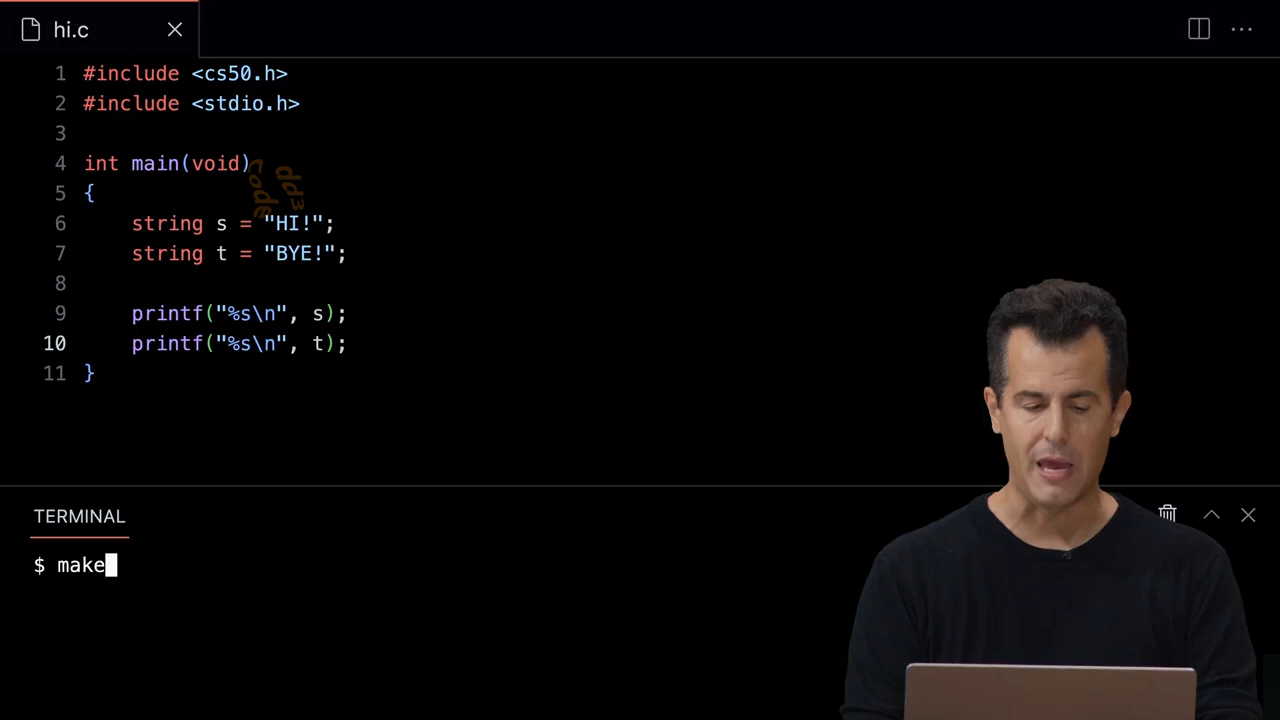 hi.c
1 #include <cs50.h>
2 #include <stdio.h>
3
4 int main(void)
5 {
6     string s = "HI!";
7     string t = "BYE!";
8
9     printf("%s\n", s);
10     printf("%s\n", t);
11 }
TERMINAL
$ make